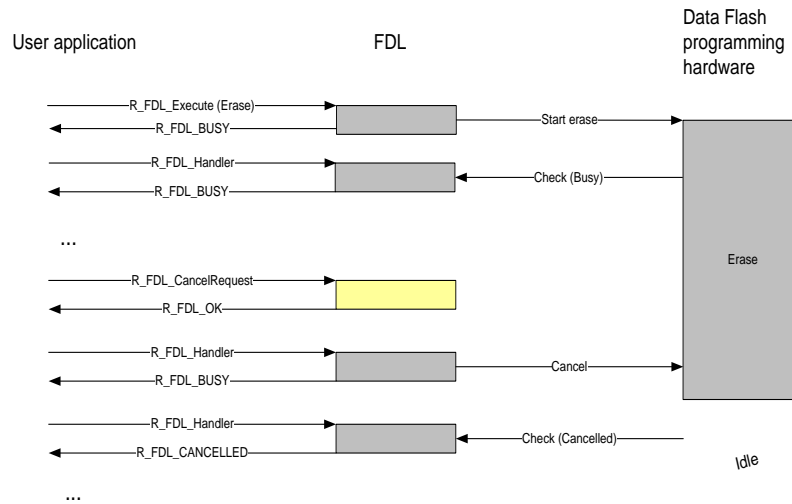 User application
FDL
Data Flash
programming
hardware
R_FDL_Execute (Erase)
R_FDL_BUSY
Start erase
R_FDL_Handler
R_FDL_BUSY
Check (Busy)
...
Erase
R_FDL_CancelRequest
R_FDL_OK
R_FDL_Handler
R_FDL_BUSY
Cancel
R_FDL_Handler
R_FDL_CANCELLED
Check (Cancelled)
Idle
...